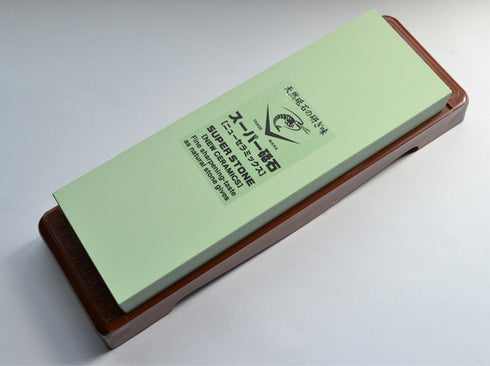 天然砥石の研ぎ味
TRADE MARK
スーパー砥石
[ニューセラミックス]
SUPER STONE
[NEW CERAMICS]
Fine sharpening-taste
as natural stone gives